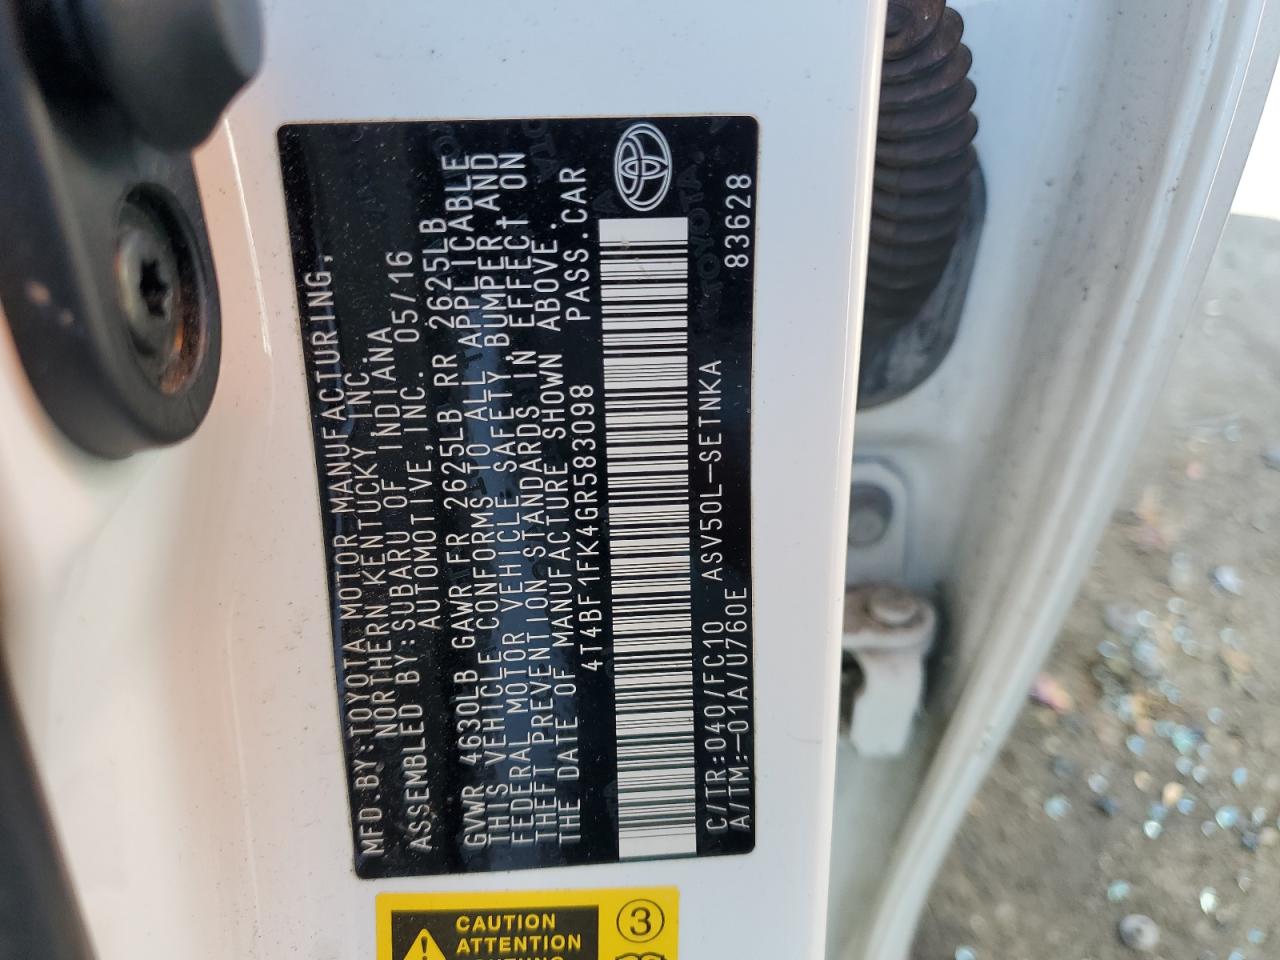 MFD.BY:TOYOTA MOTOR MANUFACTURING,
NORTHERN KENTUCKY INC.
ASSEMBLED BY:SUBARU OF INDIANA
AUTOMOTIVE,INC. 05/16
GVWR 4630LB GAWR FR 2625LB RR 2625LB
THIS VEHICLE CONFORMS TO ALL APPLICABLE
FEDERAL MOTOR VEHICLE SAFETY, BUMPER, AND
THEFT PREVENTION STANDARDS IN EFFECT ON
THE DATE OF MANUFACTURE SHOWN ABOVE.
4T4BF1FK4GR583098 PASS.CAR
C/TR:040/FC10 ASV50L-SETNKA
A/TM:-01A/U760E 83628
CAUTION
ATTENTION
3